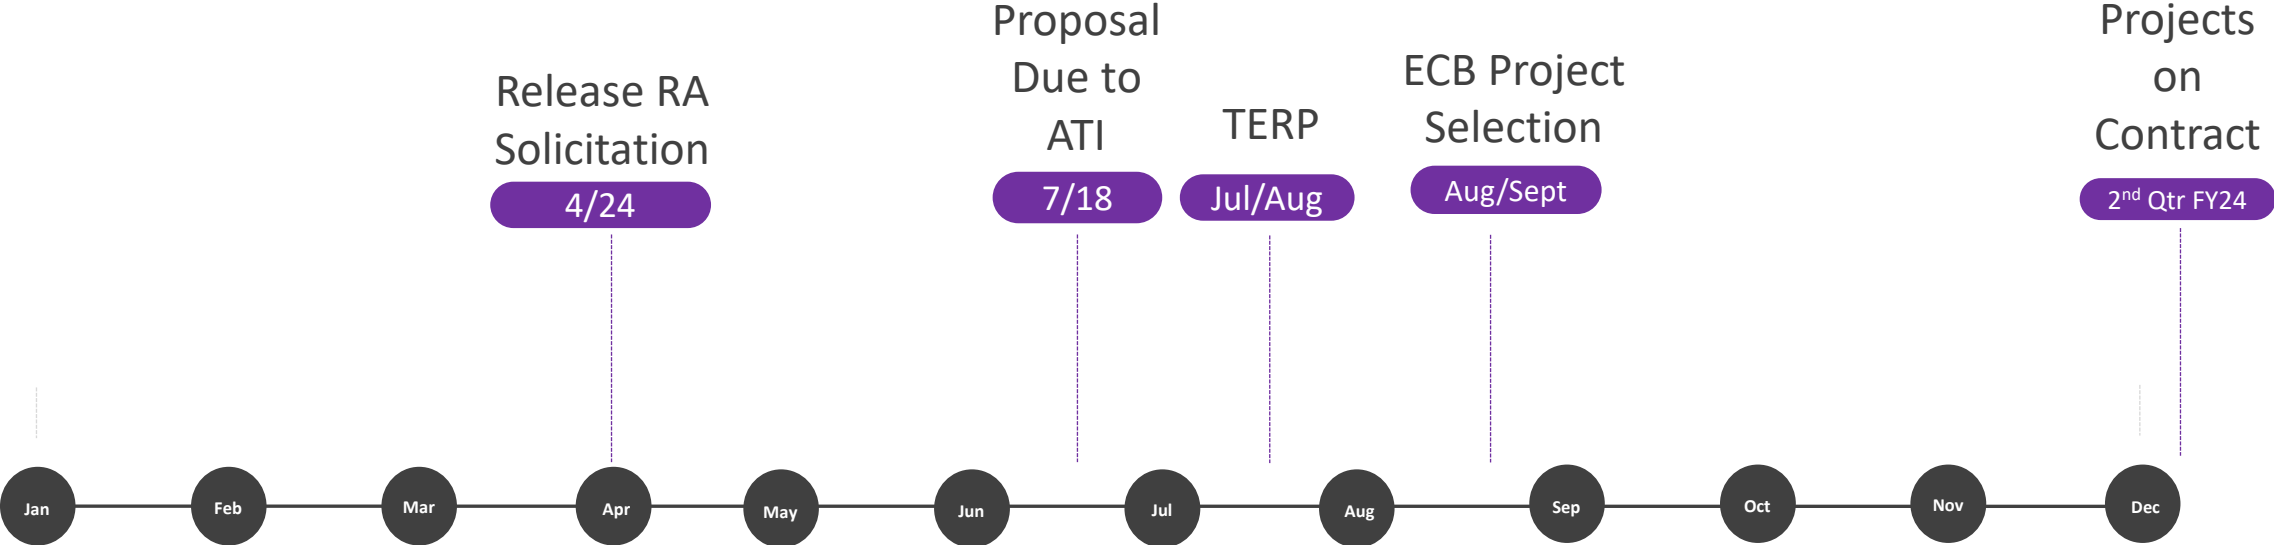 Release RA
Solicitation
4/24
Proposal
Due to
ATI
7/18
TERP
Jul/Aug
ECB Project
Selection
Aug/Sept
Projects
on
Contract
2nd Qtr FY24
Jan
Feb
Mar
Apr
May
Jun
Jul
Aug
Sep
Oct
Nov
Dec